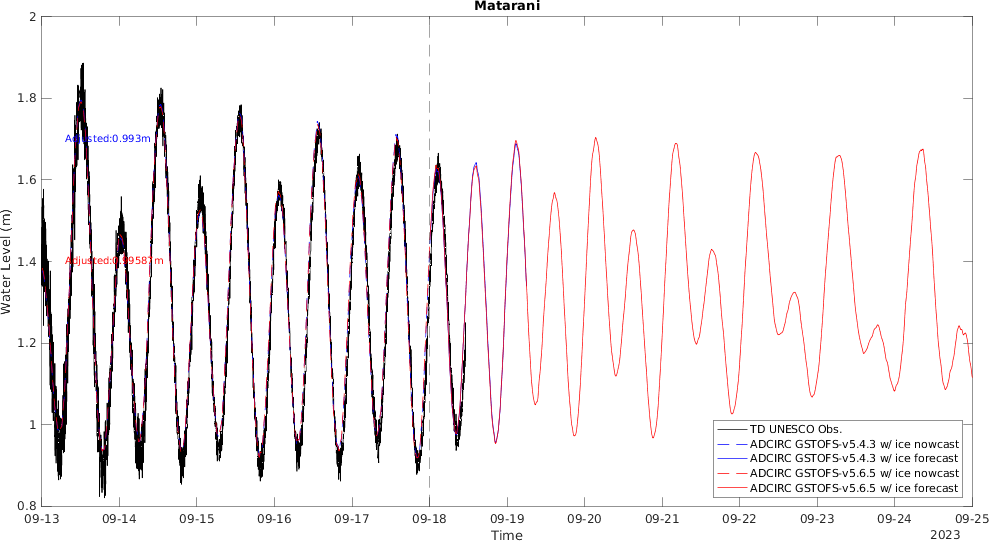 Matarani
2
1.8
1.6
1.4
1.2
1
0.8
Water Level (m)
Adjusted:0.993m
TD UNESCO Obs.
ADCIRC GSTOFS-v5.4.3 w/ ice nowcast
ADCIRC GSTOFS-v5.4.3 w/ ice forecast
ADCIRC GSTOFS-v5.6.5 w/ ice nowcast
ADCIRC GSTOFS-v5.6.5 w/ ice forecast
09-13 09-14 09-15 09-16 09-17 09-18 09-19 09-20 09-21 09-22 09-23 09-24 09-25
Time
2023